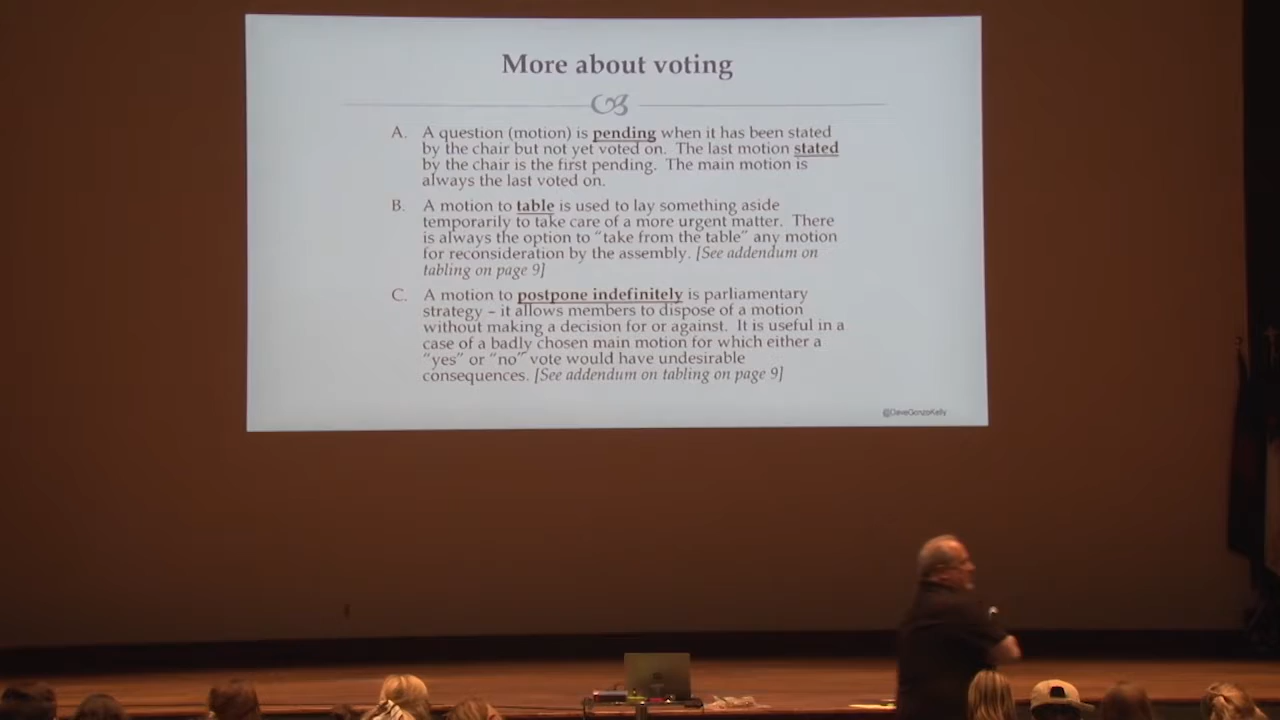 More about voting
A. A question (motion) is pending when it has been stated
by the chair but not yet voted on. The last motion stated
by the chair is the first pending. The main motion is
always the last voted on.
B. A motion to table is used to lay something aside
temporarily to take care of a more urgent matter. There
is always the option to “take from the table” any motion
for reconsideration by the assembly. [See addendum on
tabling on page 9]
C. A motion to postpone indefinitely is parliamentary
strategy – it allows members to dispose of a motion
without making a decision for or against. It is useful in a
case of a badly chosen main motion for which either a
“yes” or “no” vote would have undesirable
consequences. [See addendum on tabling on page 9]
@DaveGonzoKelly